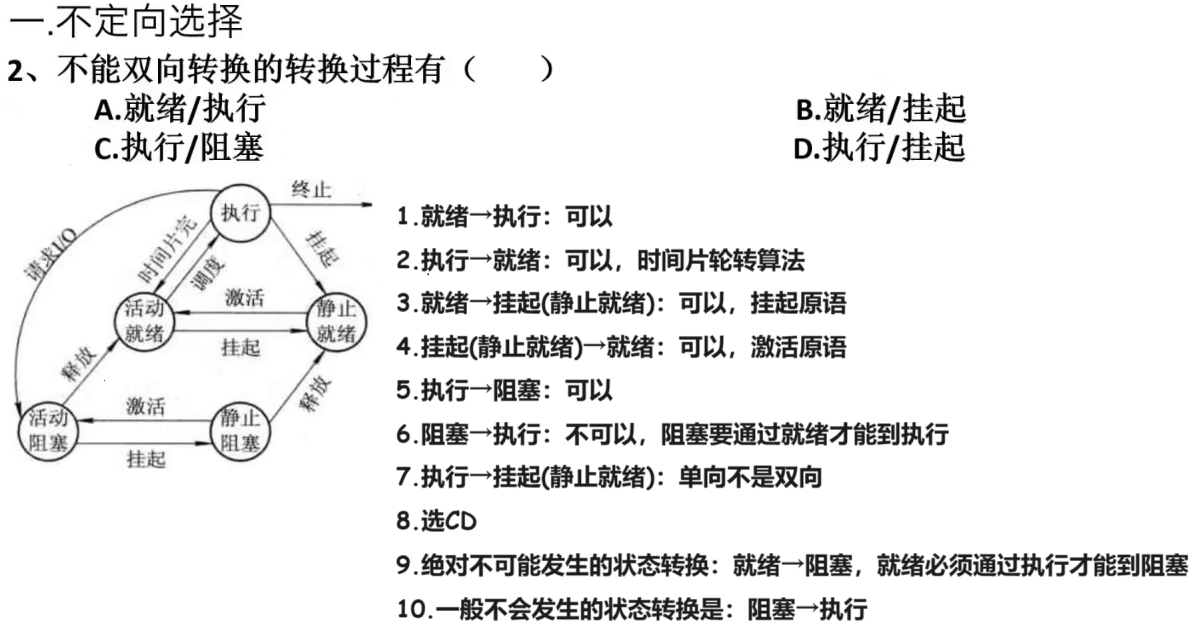 一.不定向选择
2、不能双向转换的转换过程有（　　）
A.就绪/执行
B.就绪/挂起
C.执行/阻塞
D.执行/挂起
执行
终止
请求I/O
时间片完
调度
挂起
活动
就绪
激活
挂起
静止
就绪
释放
释放
活动
阻塞
激活
挂起
静止
阻塞
1.就绪→执行：可以
2.执行→就绪：可以，时间片轮转算法
3.就绪→挂起(静止就绪)：可以，挂起原语
4.挂起(静止就绪)→就绪：可以，激活原语
5.执行→阻塞：可以
6.阻塞→执行：不可以，阻塞要通过就绪才能到执行
7.执行→挂起(静止就绪)：单向不是双向
8.选CD
9.绝对不可能发生的状态转换：就绪→阻塞，就绪必须通过执行才能到阻塞
10.一般不会发生的状态转换是：阻塞→执行